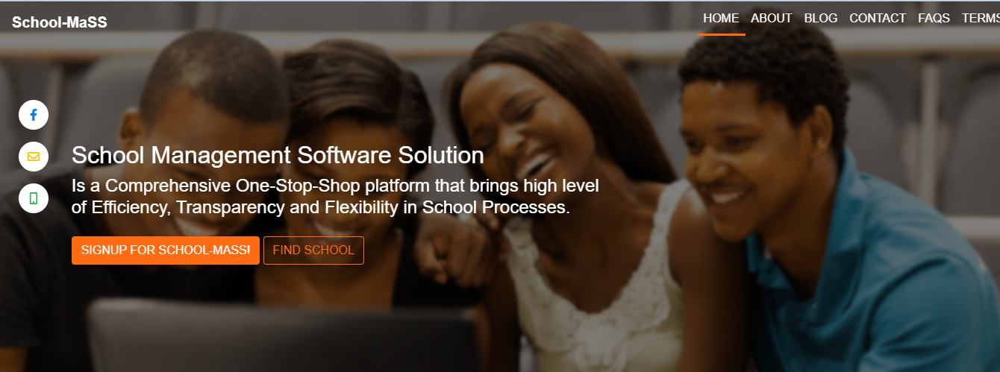 School-MaSS
HOME ABOUT BLOG CONTACT FAQS TERMS
School Management Software Solution
Is a Comprehensive One-Stop-Shop platform that brings high level
of Efficiency, Transparency and Flexibility in School Processes.
SIGNUP FOR SCHOOL-MASS! FIND SCHOOL